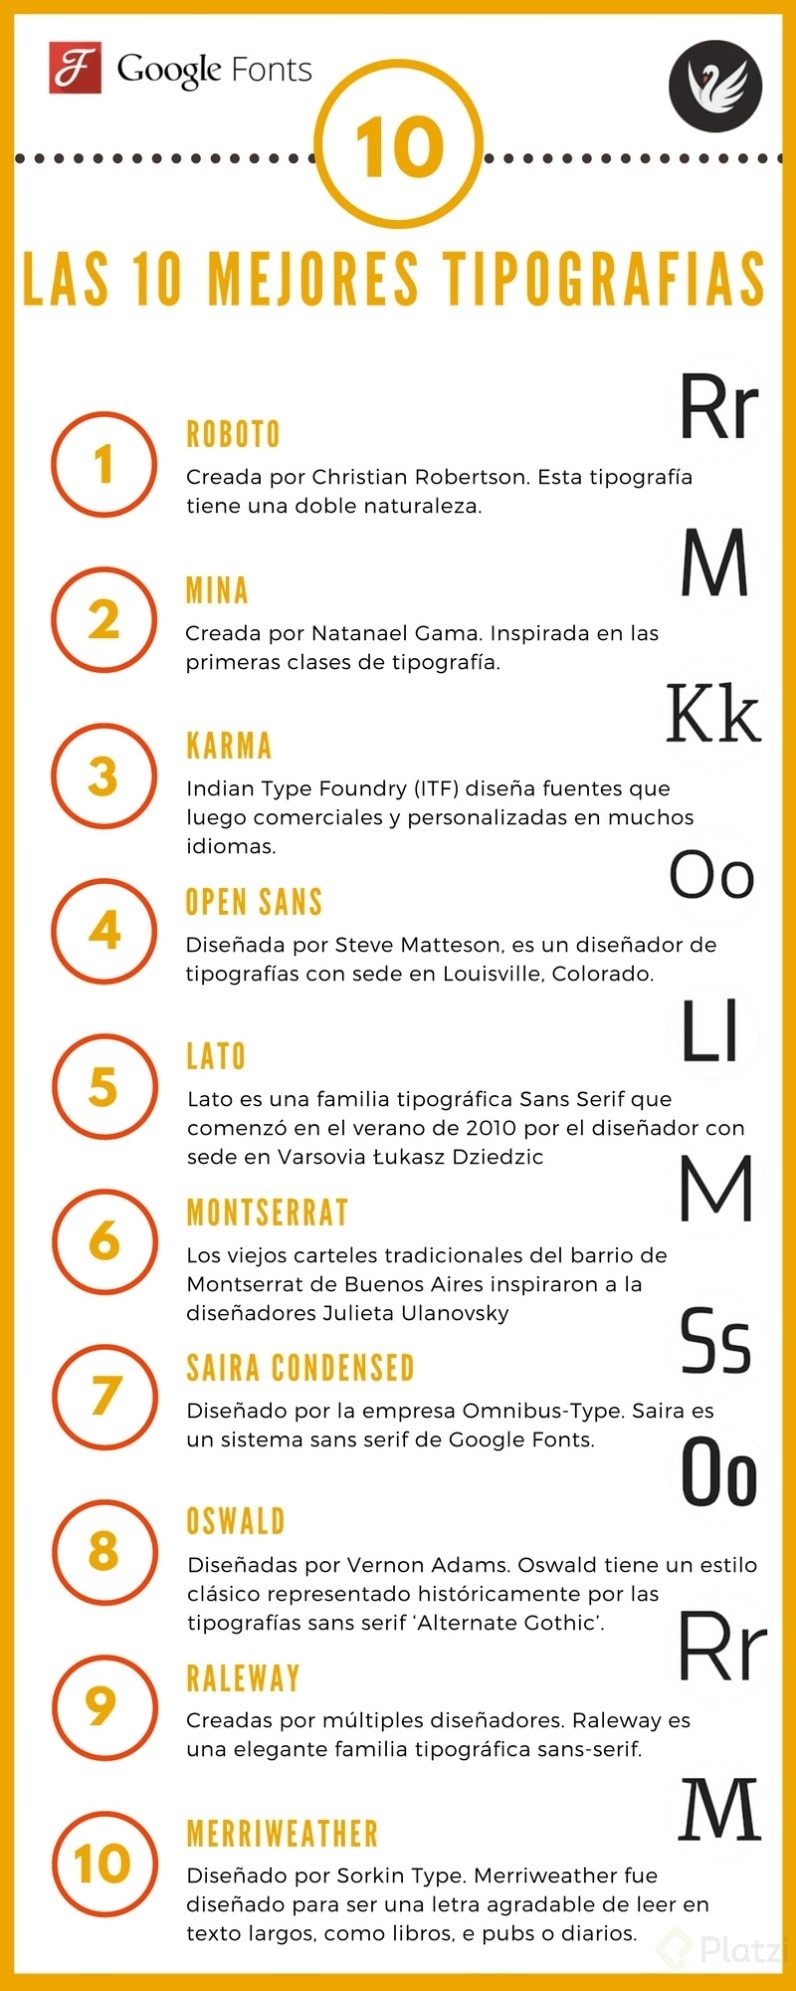 Google Fonts
10
LAS 10 MEJORES TIPOGRAFIAS
Rr
1
ROBOTO
Creada por Christian Robertson. Esta tipografía
tiene una doble naturaleza.
M
2
MINA
Creada por Natanael Gama. Inspirada en las
primeras clases de tipografía.
Kk
3
KARMA
Indian Type Foundry (ITF) diseña fuentes que
luego comerciales y personalizadas en muchos
idiomas.
Oo
4
OPEN SANS
Diseñada por Steve Matteson, es un diseñador de
tipografías con sede en Louisville, Colorado.
Ll
5
LATO
Lato es una familia tipográfica Sans Serif que
comenzó en el verano de 2010 por el diseñador con
sede en Varsovia Łukasz Dziedzic
M
6
MONTSERRAT
Los viejos carteles tradicionales del barrio de
Montserrat de Buenos Aires inspiraron a la
diseñadores Julieta Ulanovsky
Ss
7
SAIRA CONDENSED
Diseñado por la empresa Omnibus-Type. Saira es
un sistema sans serif de Google Fonts.
Oo
8
OSWALD
Diseñadas por Vernon Adams. Oswald tiene un estilo
clásico representado históricamente por las
tipografías sans serif ‘Alternate Gothic’.
Rr
9
RALEWAY
Creadas por múltiples diseñadores. Raleway es
una elegante familia tipográfica sans-serif.
M
10
MERRIWEATHER
Diseñado por Sorkin Type. Merriweather fue
diseñado para ser una letra agradable de leer en
texto largos, como libros, e pubs o diarios.
Platzi